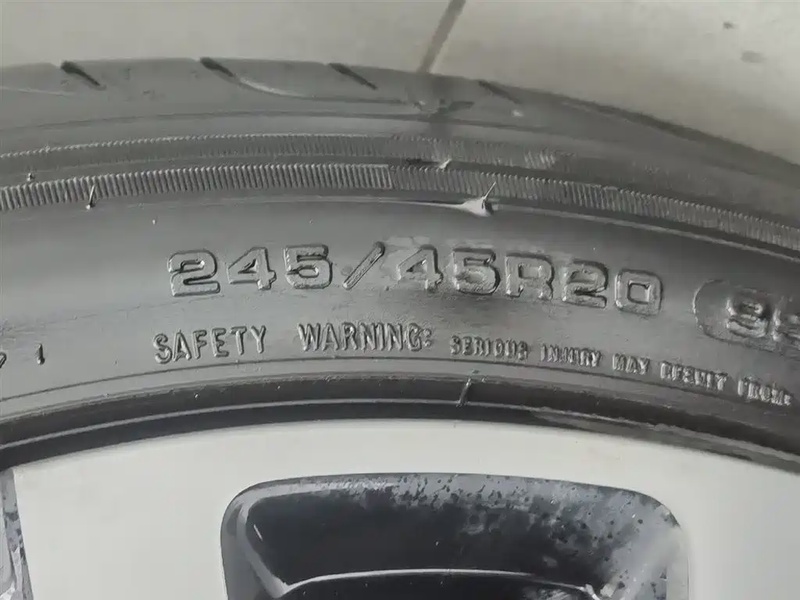 245/45R20
SAFETY WARNING: SERIOUS INJURY MAY RESULT FROM: